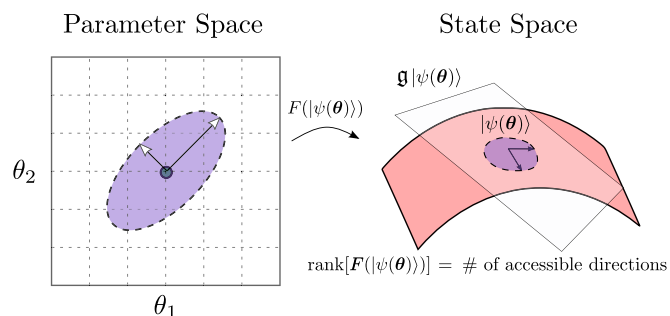 Parameter Space
State Space
𝔤|ψ(θ)⟩
F(|ψ(θ)⟩)
|ψ(θ)⟩
θ₂
rank[F(|ψ(θ)⟩)] = # of accessible directions
θ₁